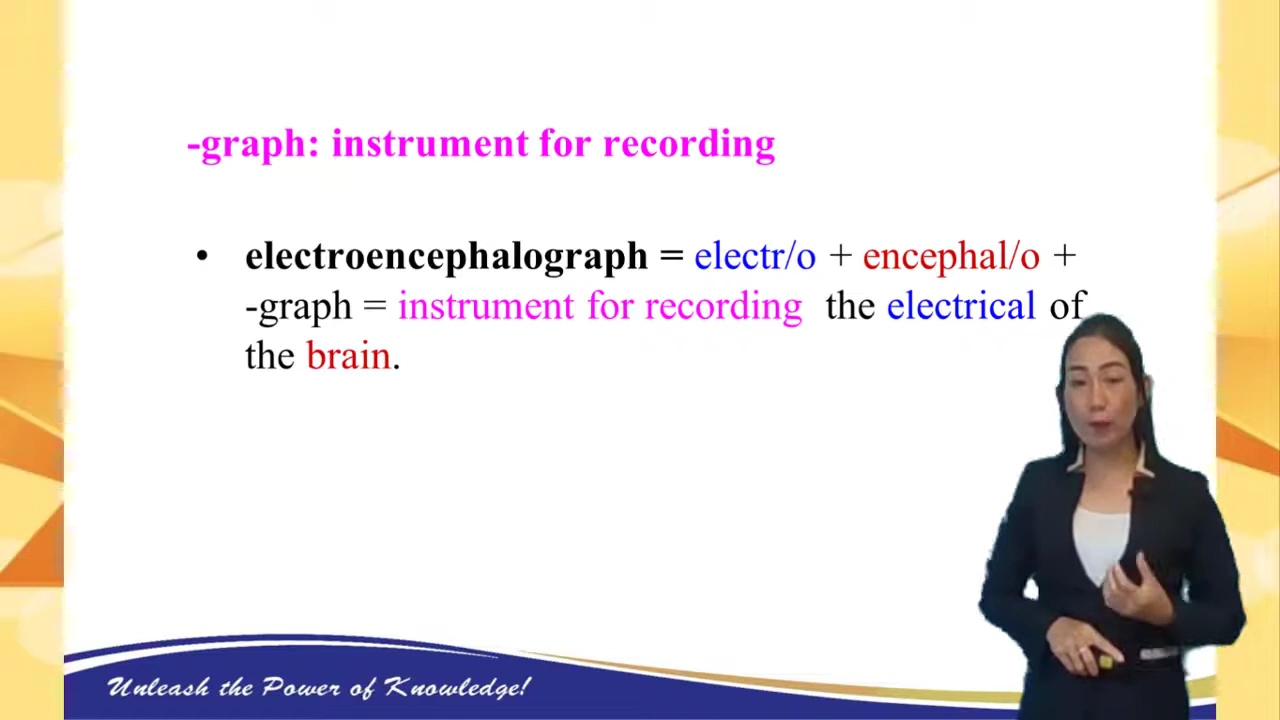 -graph: instrument for recording
• electroencephalograph = electr/o + encephal/o +
-graph = instrument for recording the electrical of
the brain.
Unleash the Power of Knowledge!